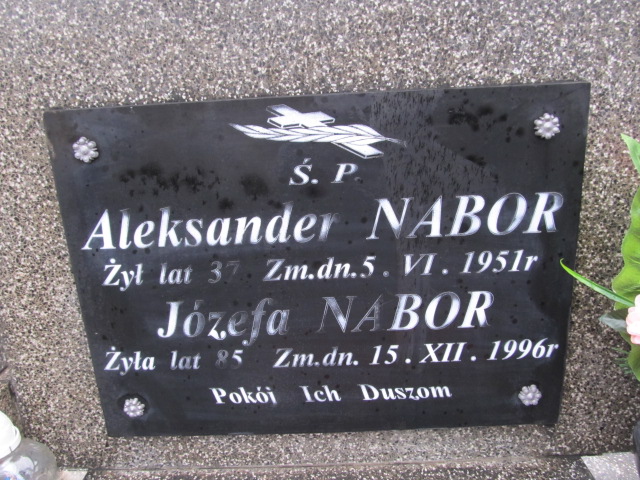 Ś. P.
Aleksander NABOR
Żył lat 37 Zm.dn.5.VI.1951r
Józefa NABOR
Żyła lat 85 Zm.dn. 15.XII.1996r
Pokój Ich Duszom